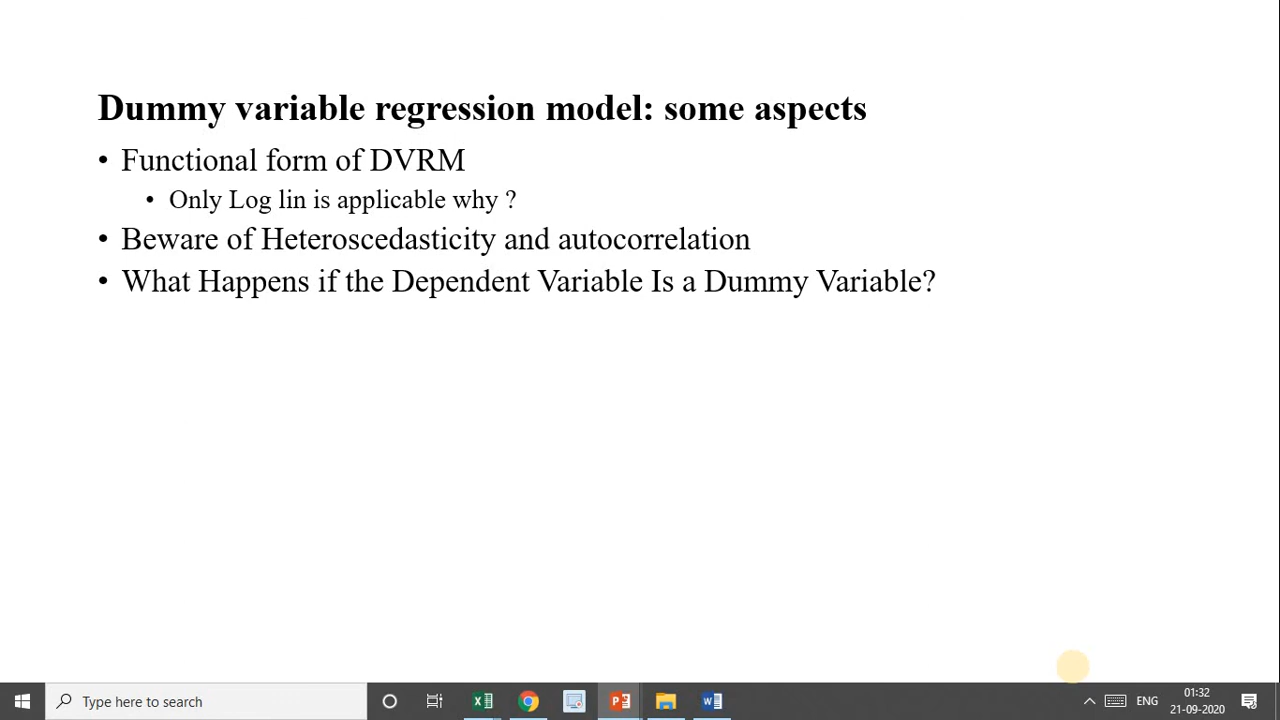 Dummy variable regression model: some aspects
• Functional form of DVRM
• Only Log lin is applicable why ?
• Beware of Heteroscedasticity and autocorrelation
• What Happens if the Dependent Variable Is a Dummy Variable?
Type here to search
ENG
01:32
21-09-2020